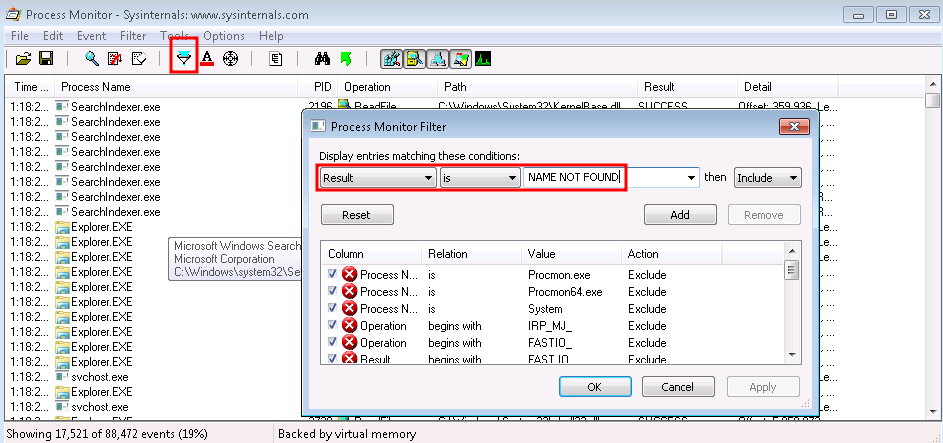 Process Monitor - Sysinternals: www.sysinternals.com
File Edit Event Filter Tools Options Help
Time ... Process Name PID Operation Path Result Detail
1:18:2... SearchIndexer.exe 2196 ReadFile C:\Windows\System32\KernelBase.dll SUCCESS Offset: 359,936, Le...
1:18:2... SearchIndexer.exe
1:18:2... SearchIndexer.exe
1:18:2... SearchIndexer.exe
1:18:2... SearchIndexer.exe
1:18:2... SearchIndexer.exe
1:18:2... SearchIndexer.exe
1:18:2... SearchIndexer.exe
1:18:2... Explorer.EXE
1:18:2... Explorer.EXE
1:18:2... Explorer.EXE
1:18:2... Explorer.EXE
1:18:2... Explorer.EXE
1:18:2... Explorer.EXE
1:18:2... Explorer.EXE
1:18:2... Explorer.EXE
1:18:2... Explorer.EXE
1:18:2... svchost.exe
1:18:2... Explorer.EXE
1:18:2... svchost.exe
1:18:2... Explorer.EXE
Microsoft Windows Search
Microsoft Corporation
C:\Windows\system32\Se
Process Monitor Filter
Display entries matching these conditions:
Result is NAME NOT FOUND then Include
Reset Add Remove
Column Relation Value Action
Process N... is Procmon.exe Exclude
Process N... is Procmon64.exe Exclude
Process N... is System Exclude
Operation begins with IRP_MJ_ Exclude
Operation begins with FASTIO_ Exclude
Result begins with FAST IO Exclude
OK Cancel Apply
Showing 17,521 of 88,472 events (19%) Backed by virtual memory